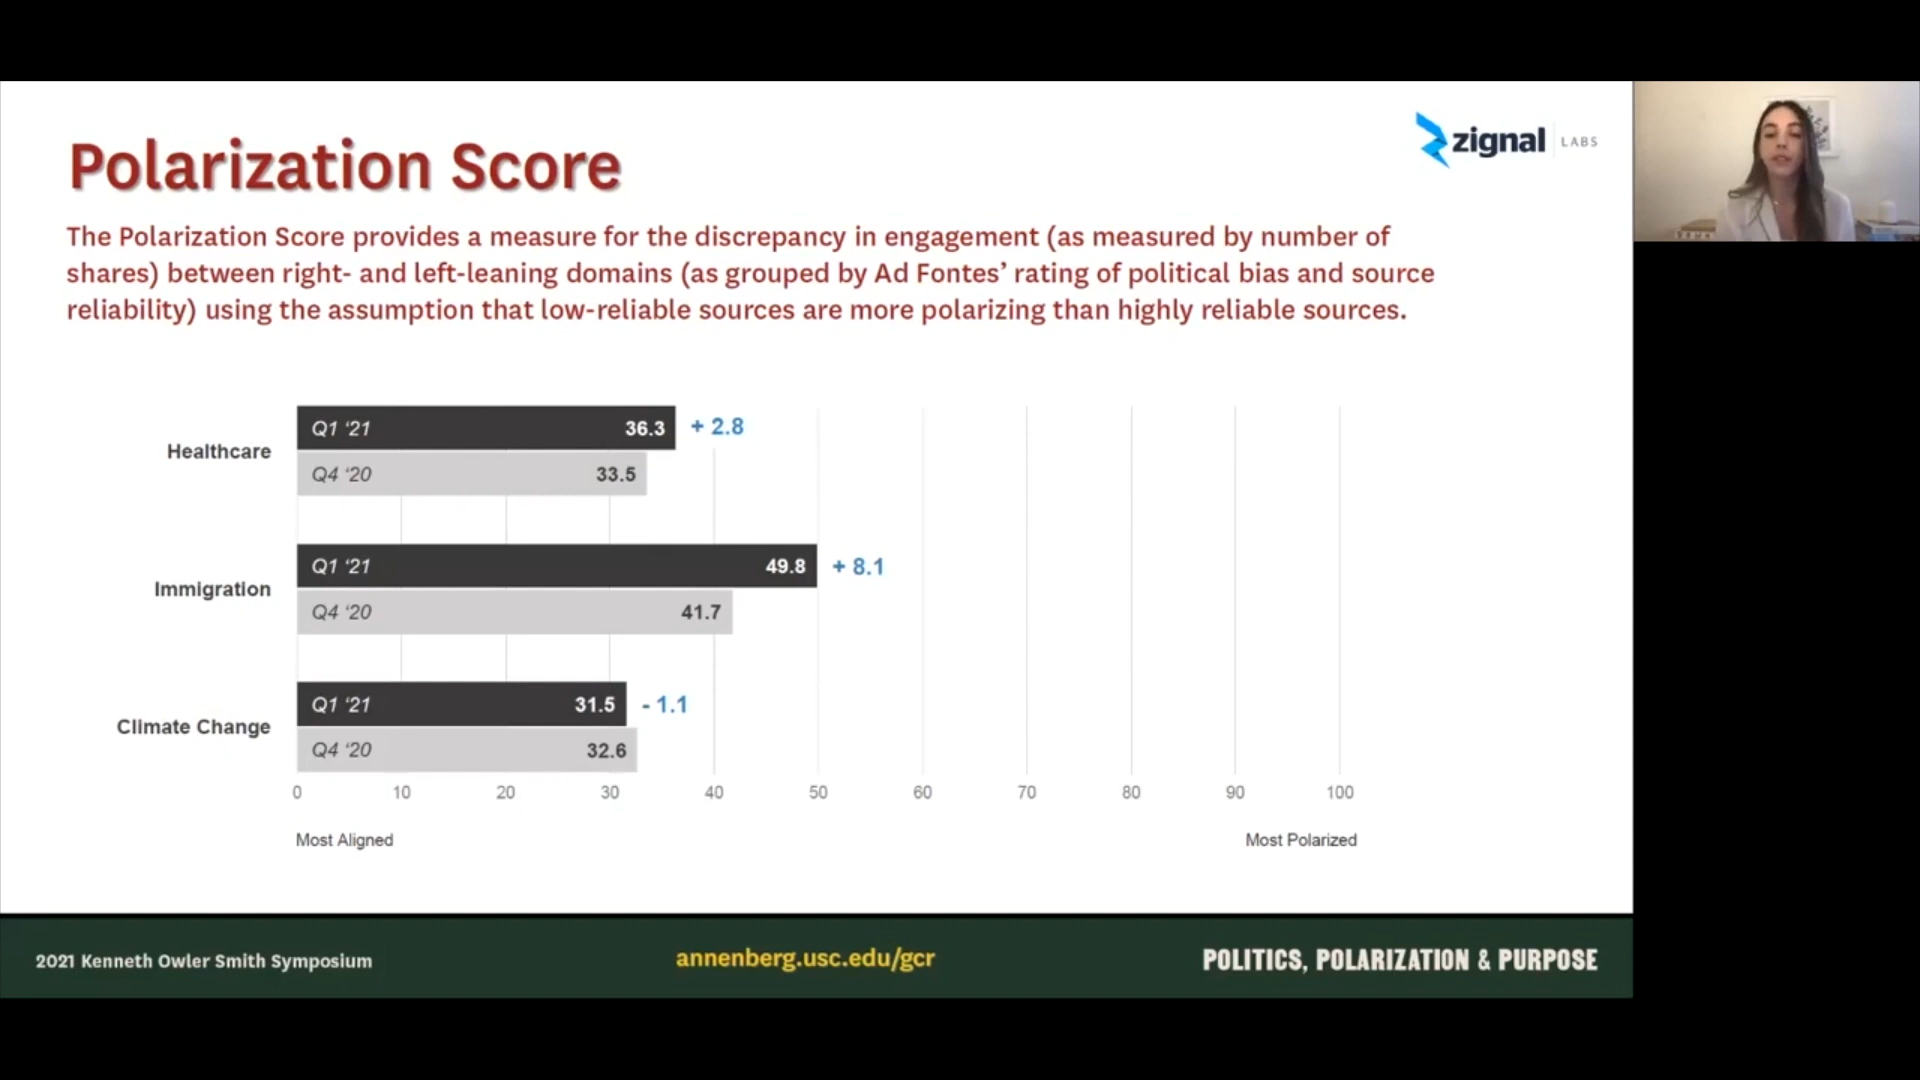 Polarization Score
zignal LABS
The Polarization Score provides a measure for the discrepancy in engagement (as measured by number of
shares) between right- and left-leaning domains (as grouped by Ad Fontes’ rating of political bias and source
reliability) using the assumption that low-reliable sources are more polarizing than highly reliable sources.
Healthcare
Q1 ‘21 36.3 + 2.8
Q4 ‘20 33.5
Immigration
Q1 ‘21 49.8 + 8.1
Q4 ‘20 41.7
Climate Change
Q1 ‘21 31.5 - 1.1
Q4 ‘20 32.6
0 10 20 30 40 50 60 70 80 90 100
Most Aligned Most Polarized
2021 Kenneth Owler Smith Symposium
annenberg.usc.edu/gcr
POLITICS, POLARIZATION & PURPOSE